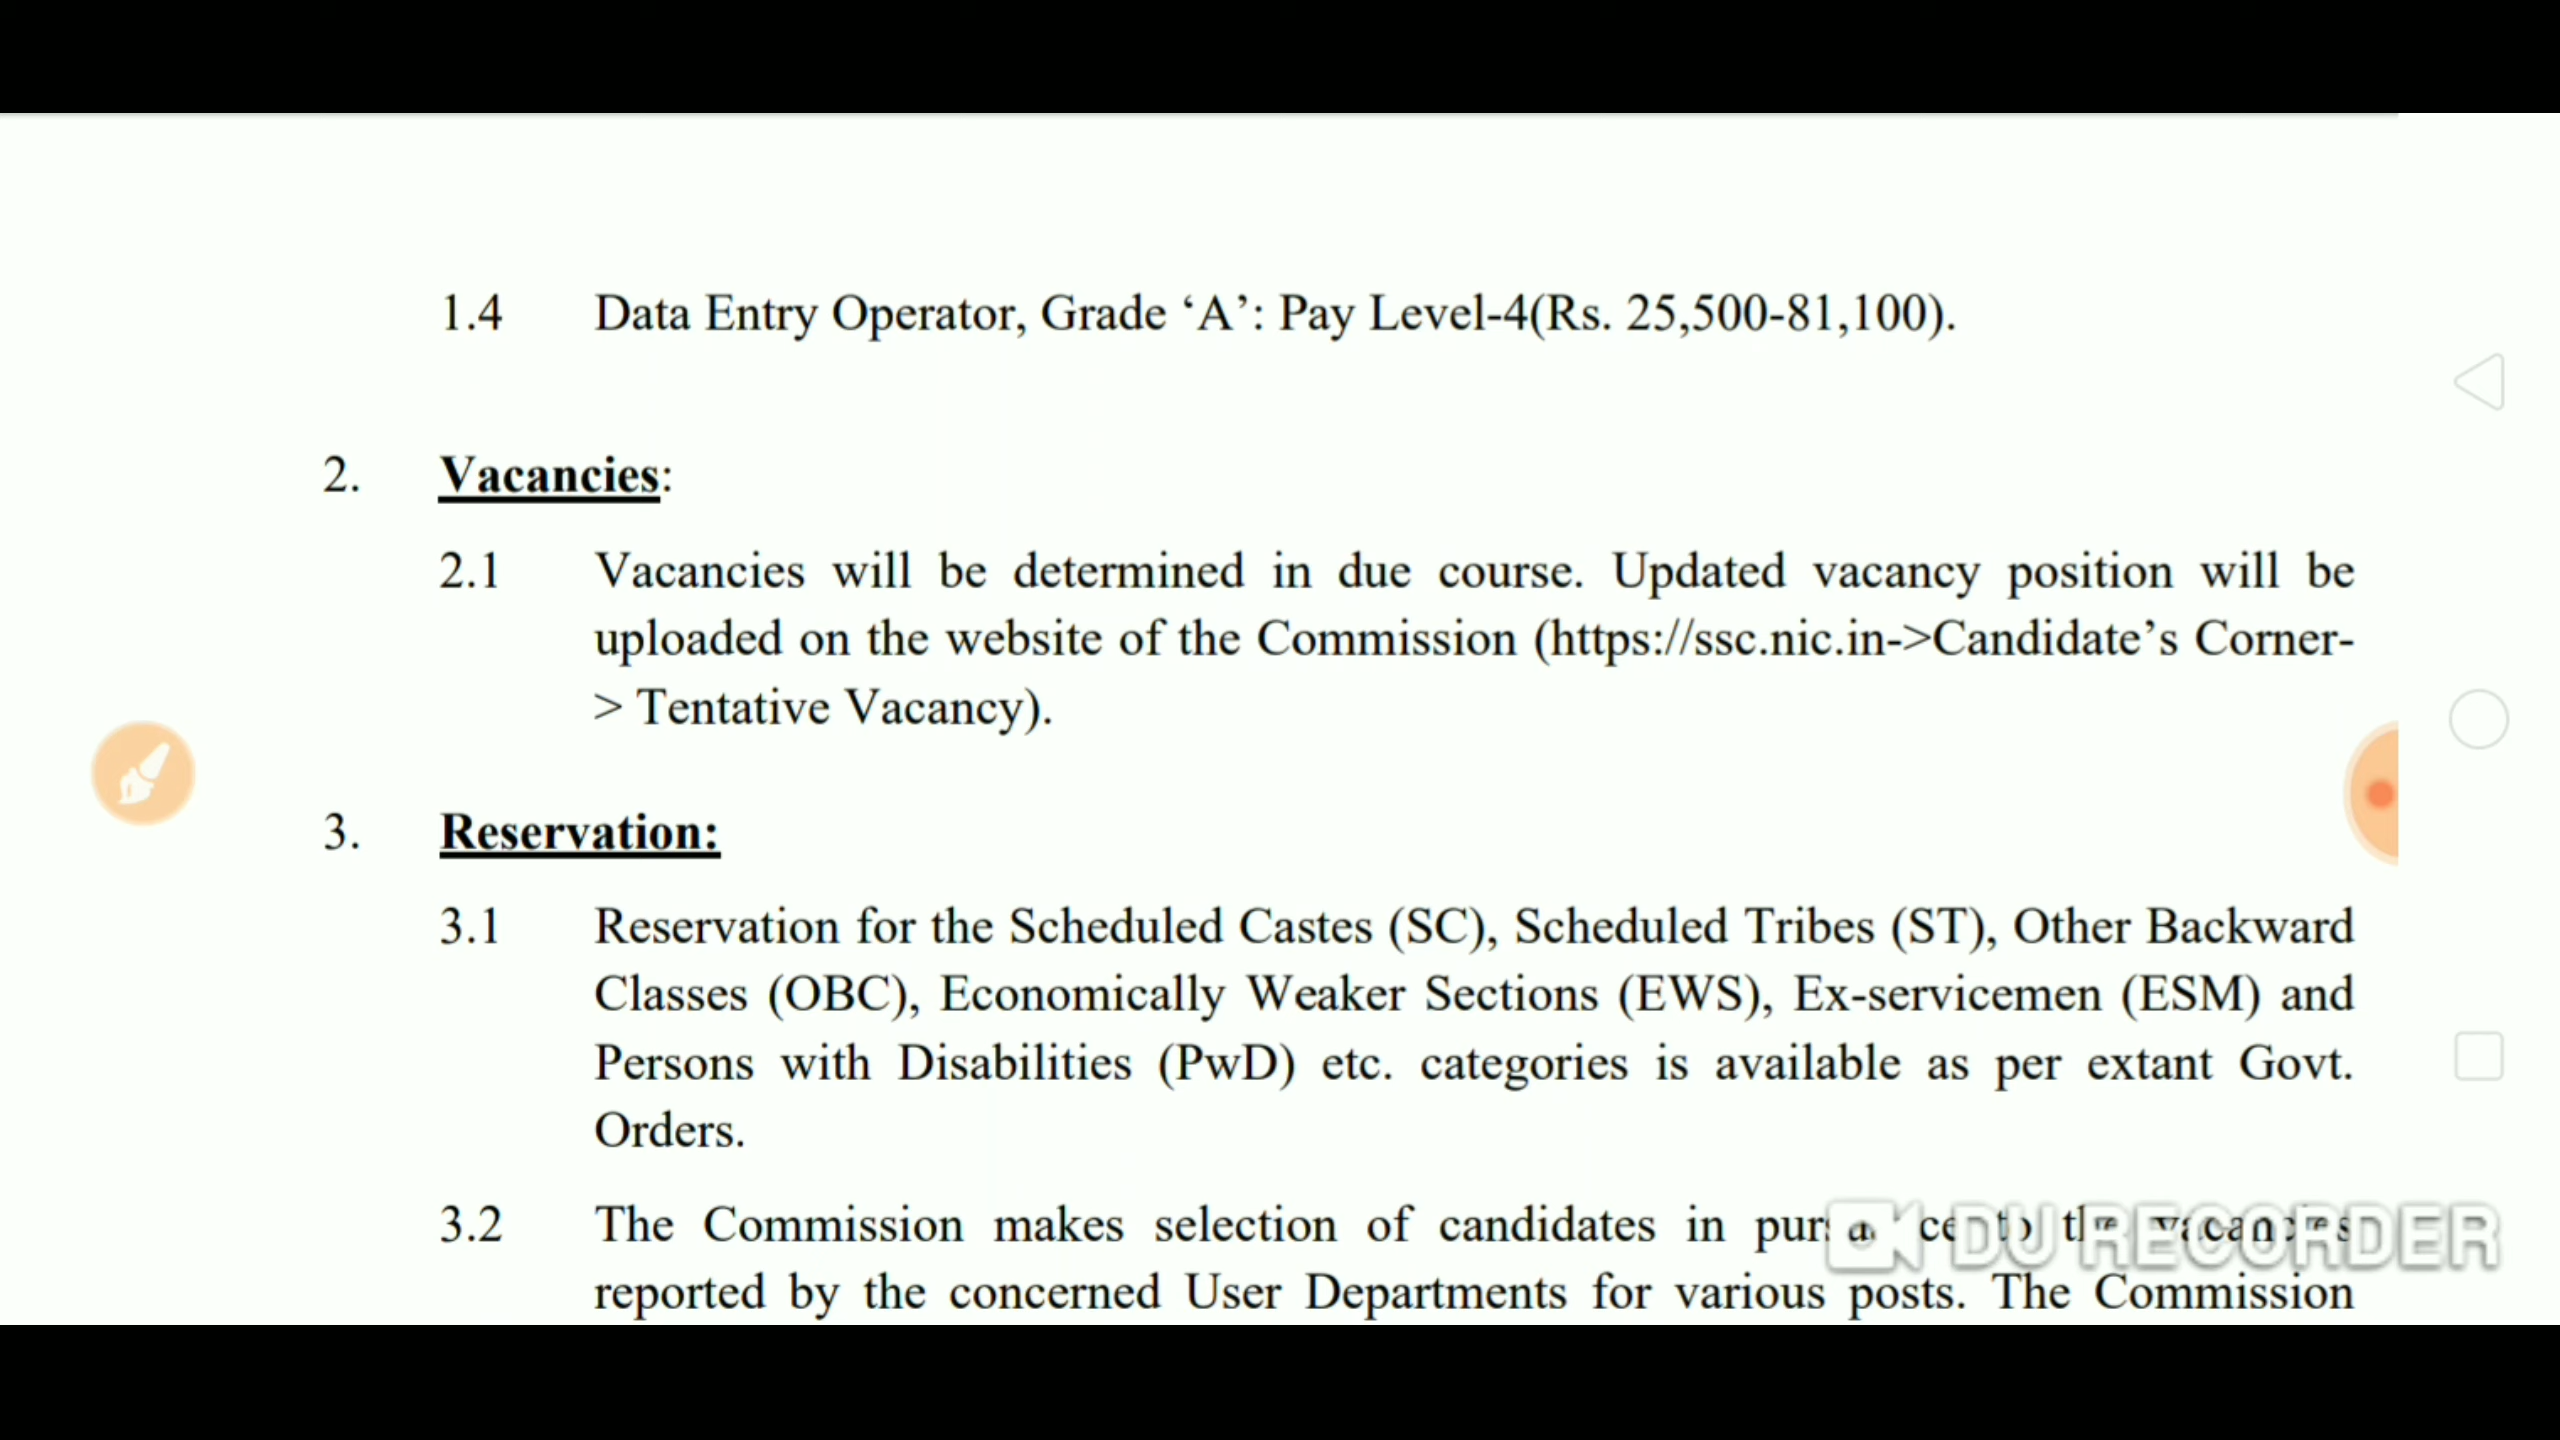 1.4 Data Entry Operator, Grade ‘A’: Pay Level-4(Rs. 25,500-81,100).
2. Vacancies:
2.1 Vacancies will be determined in due course. Updated vacancy position will be
uploaded on the website of the Commission (https://ssc.nic.in->Candidate’s Corner-
> Tentative Vacancy).
3. Reservation:
3.1 Reservation for the Scheduled Castes (SC), Scheduled Tribes (ST), Other Backward
Classes (OBC), Economically Weaker Sections (EWS), Ex-servicemen (ESM) and
Persons with Disabilities (PwD) etc. categories is available as per extant Govt.
Orders.
3.2 The Commission makes selection of candidates in to the vacancies
DU RECORDER
reported by the concerned User Departments for various posts. The Commission